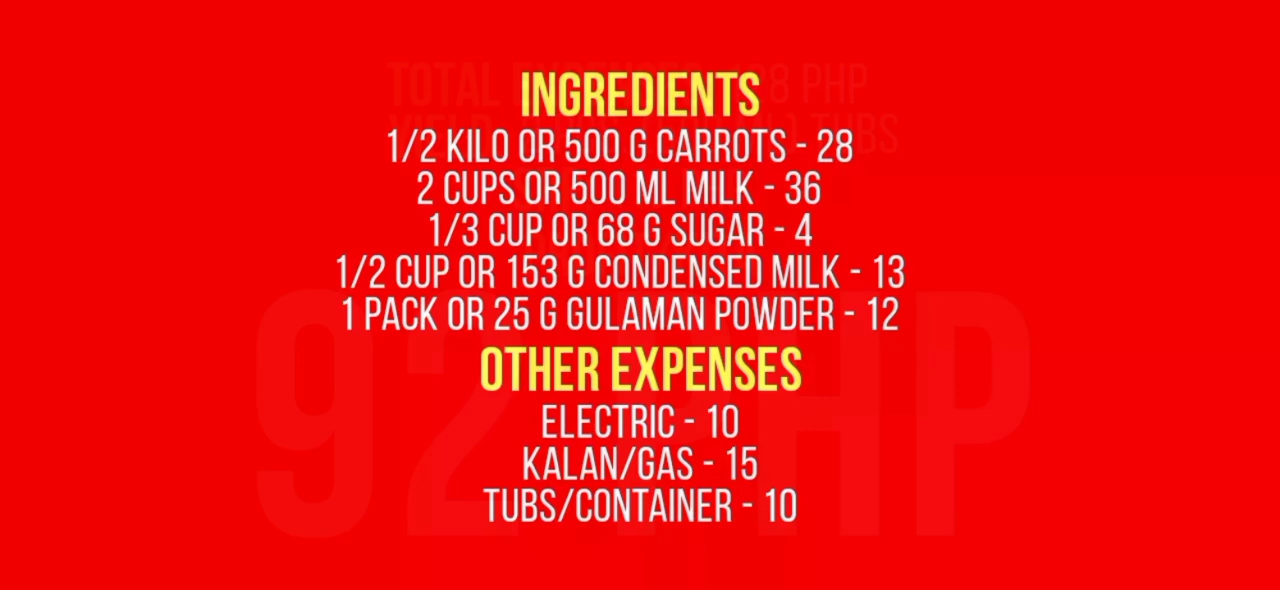 INGREDIENTS
1/2 KILO OR 500 G CARROTS - 28
2 CUPS OR 500 ML MILK - 36
1/3 CUP OR 68 G SUGAR - 4
1/2 CUP OR 153 G CONDENSED MILK - 13
1 PACK OR 25 G GULAMAN POWDER - 12
OTHER EXPENSES
ELECTRIC - 10
KALAN/GAS - 15
TUBS/CONTAINER - 10
92 PHP